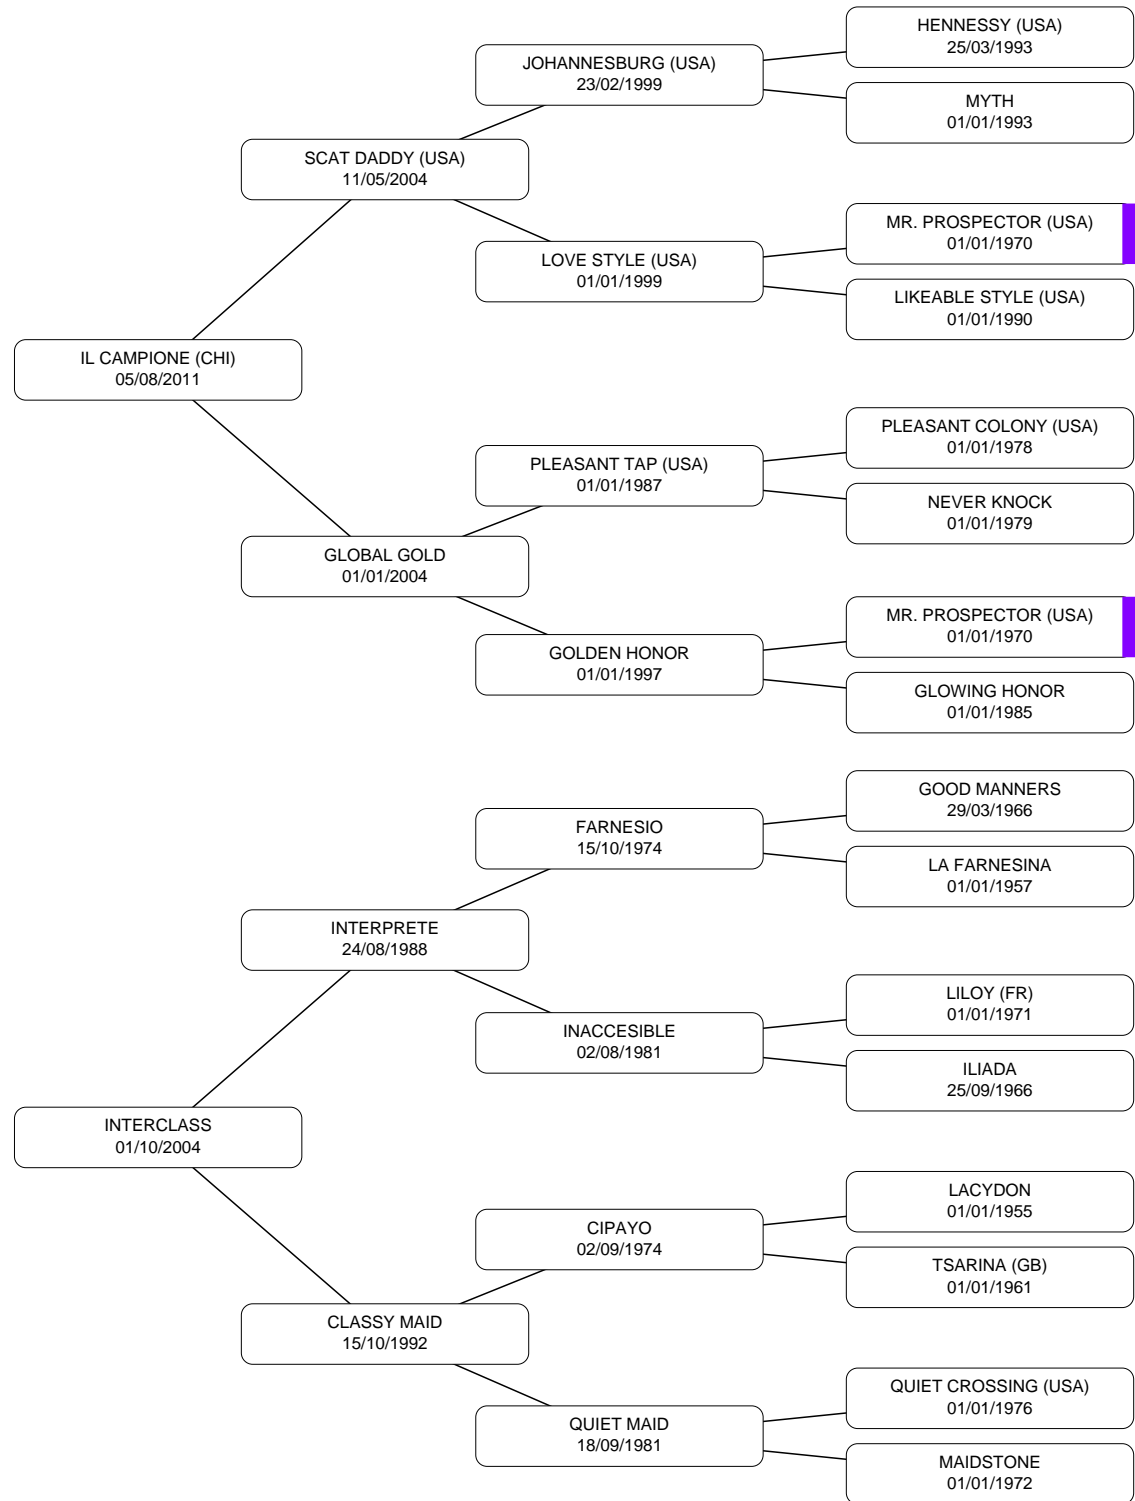 HENNESSY (USA)
25/03/1993
JOHANNESBURG (USA)
23/02/1999
MYTH
01/01/1993
SCAT DADDY (USA)
11/05/2004
MR. PROSPECTOR (USA)
01/01/1970
LOVE STYLE (USA)
01/01/1999
LIKEABLE STYLE (USA)
01/01/1990
IL CAMPIONE (CHI)
05/08/2011
PLEASANT COLONY (USA)
01/01/1978
PLEASANT TAP (USA)
01/01/1987
NEVER KNOCK
01/01/1979
GLOBAL GOLD
01/01/2004
MR. PROSPECTOR (USA)
01/01/1970
GOLDEN HONOR
01/01/1997
GLOWING HONOR
01/01/1985
GOOD MANNERS
29/03/1966
FARNESIO
15/10/1974
LA FARNESINA
01/01/1957
INTERPRETE
24/08/1988
LILOY (FR)
01/01/1971
INACCESIBLE
02/08/1981
ILIADA
25/09/1966
INTERCLASS
01/10/2004
LACYDON
01/01/1955
CIPAYO
02/09/1974
TSARINA (GB)
01/01/1961
CLASSY MAID
15/10/1992
QUIET CROSSING (USA)
01/01/1976
QUIET MAID
18/09/1981
MAIDSTONE
01/01/1972